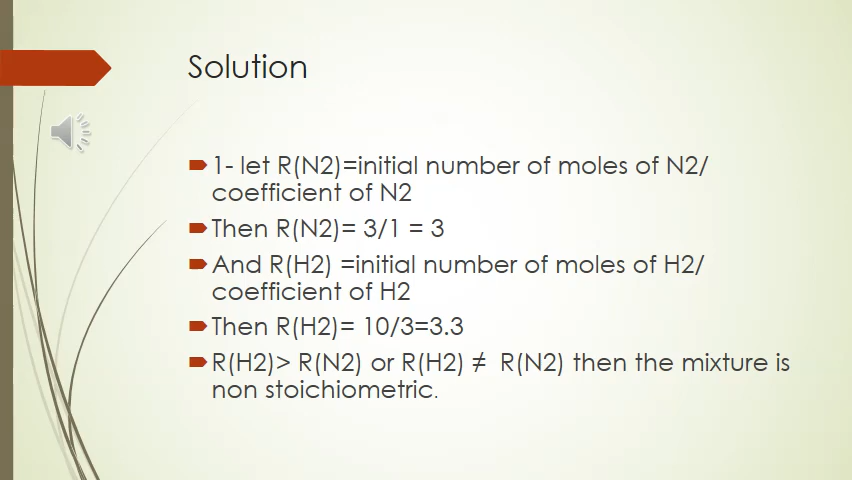 Solution
1- let R(N2)=initial number of moles of N2/
coefficient of N2
Then R(N2)= 3/1 = 3
And R(H2) =initial number of moles of H2/
coefficient of H2
Then R(H2)= 10/3=3.3
R(H2)> R(N2) or R(H2) ≠ R(N2) then the mixture is
non stoichiometric.